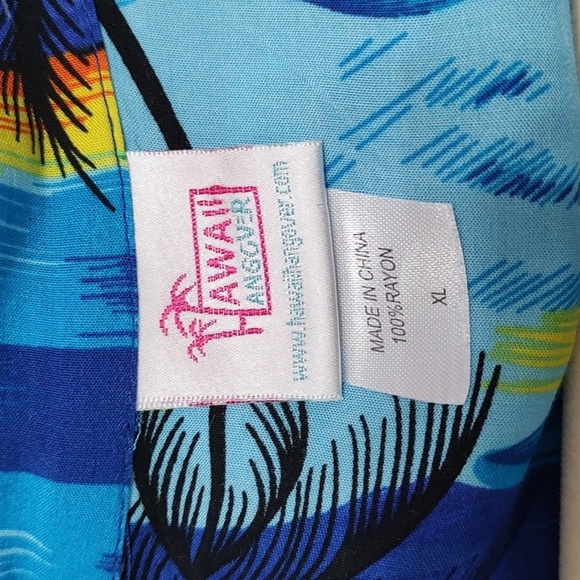 HAWAII
HANGOVER
www.hawaiihangover.com
MADE IN CHINA
100%RAYON
XL